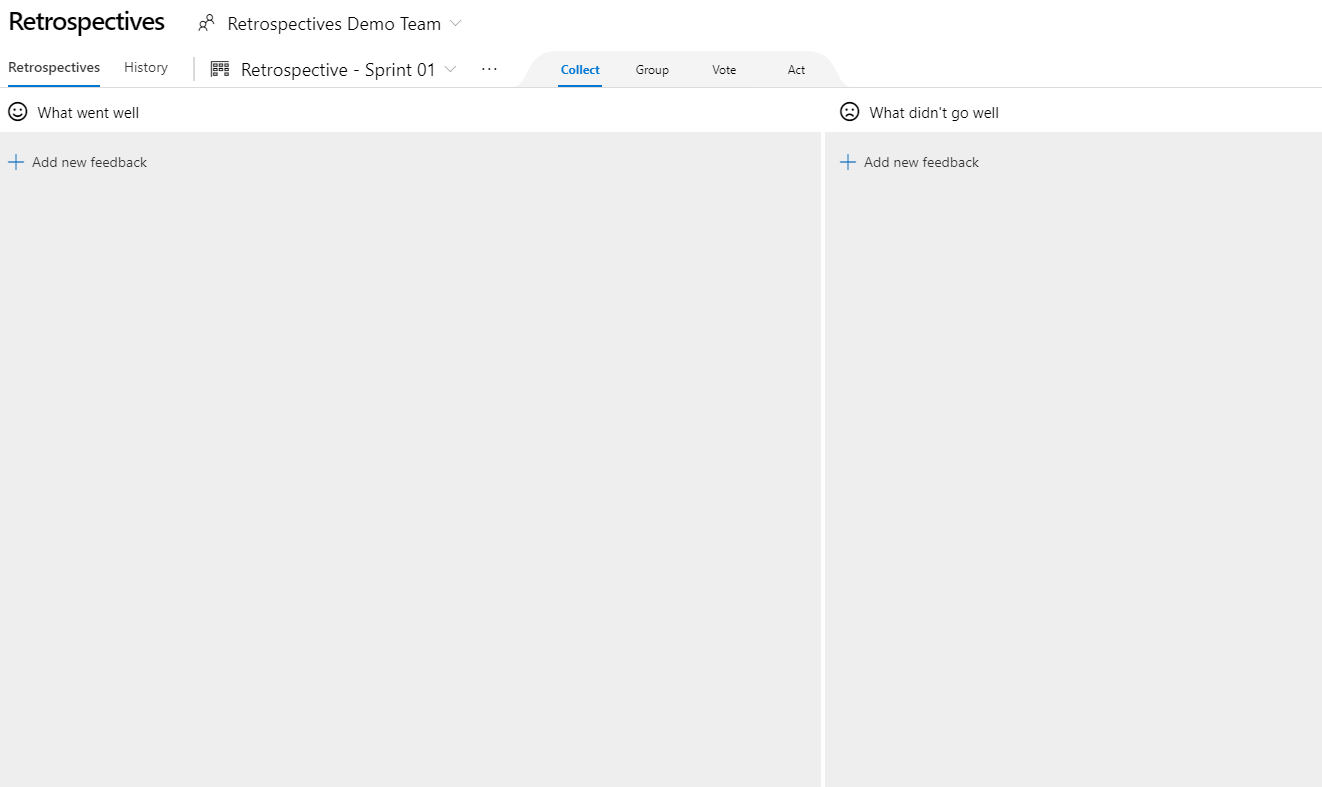 Retrospectives
Retrospectives Demo Team
Retrospectives
History
Retrospective - Sprint 01
...
Collect
Group
Vote
Act
What went well
What didn't go well
Add new feedback
Add new feedback